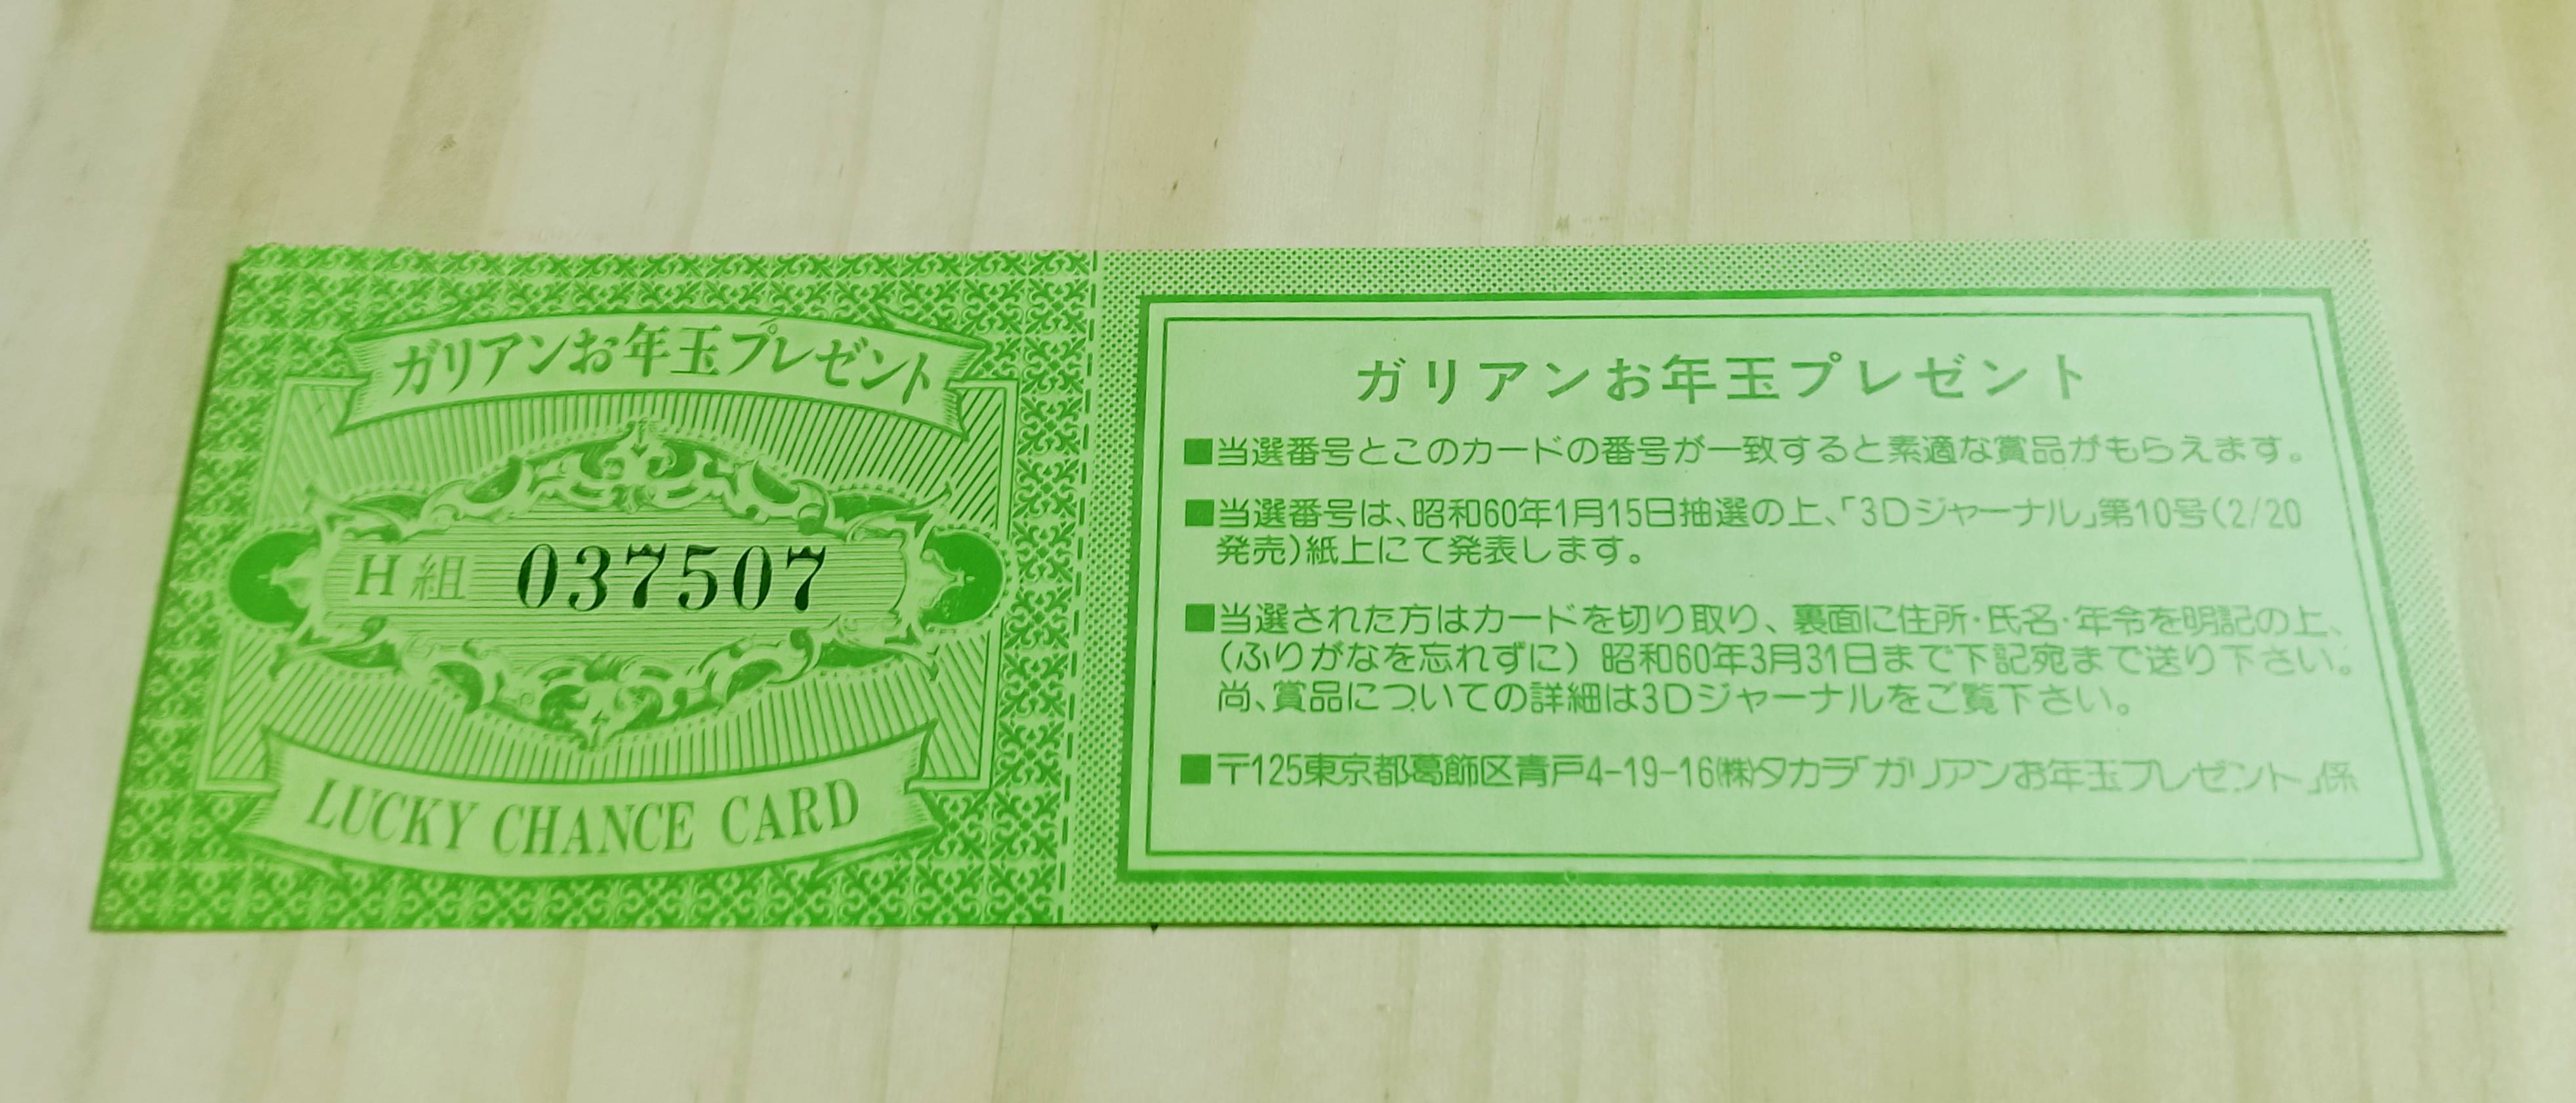 ガリアンお年玉プレゼント
H組 037507
LUCKY CHANCE CARD
ガリアンお年玉プレゼント
■当選番号とこのカードの番号が一致すると素適な賞品がもらえます。
■当選番号は、昭和60年1月15日抽選の上、「3Dジャーナル」第10号(2/20
発売)紙上にて発表します。
■当選された方はカードを切り取り、裏面に住所・氏名・年令を明記の上、
(ふりがなを忘れずに) 昭和60年3月31日まで下記宛まで送り下さい。
尚、賞品についての詳細は3Dジャーナルをご覧下さい。
■〒125東京都葛飾区青戸4-19-16㈱タカラ「ガリアンお年玉プレゼント」係